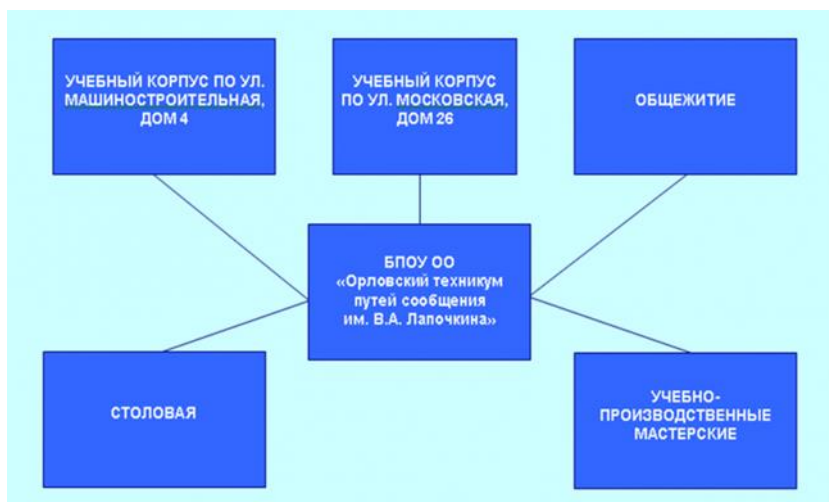 УЧЕБНЫЙ КОРПУС ПО УЛ.
МАШИНОСТРОИТЕЛЬНАЯ,
ДОМ 4
УЧЕБНЫЙ КОРПУС
ПО УЛ. МОСКОВСКАЯ,
ДОМ 26
ОБЩЕЖИТИЕ
БПОУ ОО
«Орловский техникум
путей сообщения
им. В.А. Лапочкина»
СТОЛОВАЯ
УЧЕБНО-
ПРОИЗВОДСТВЕННЫЕ
МАСТЕРСКИЕ